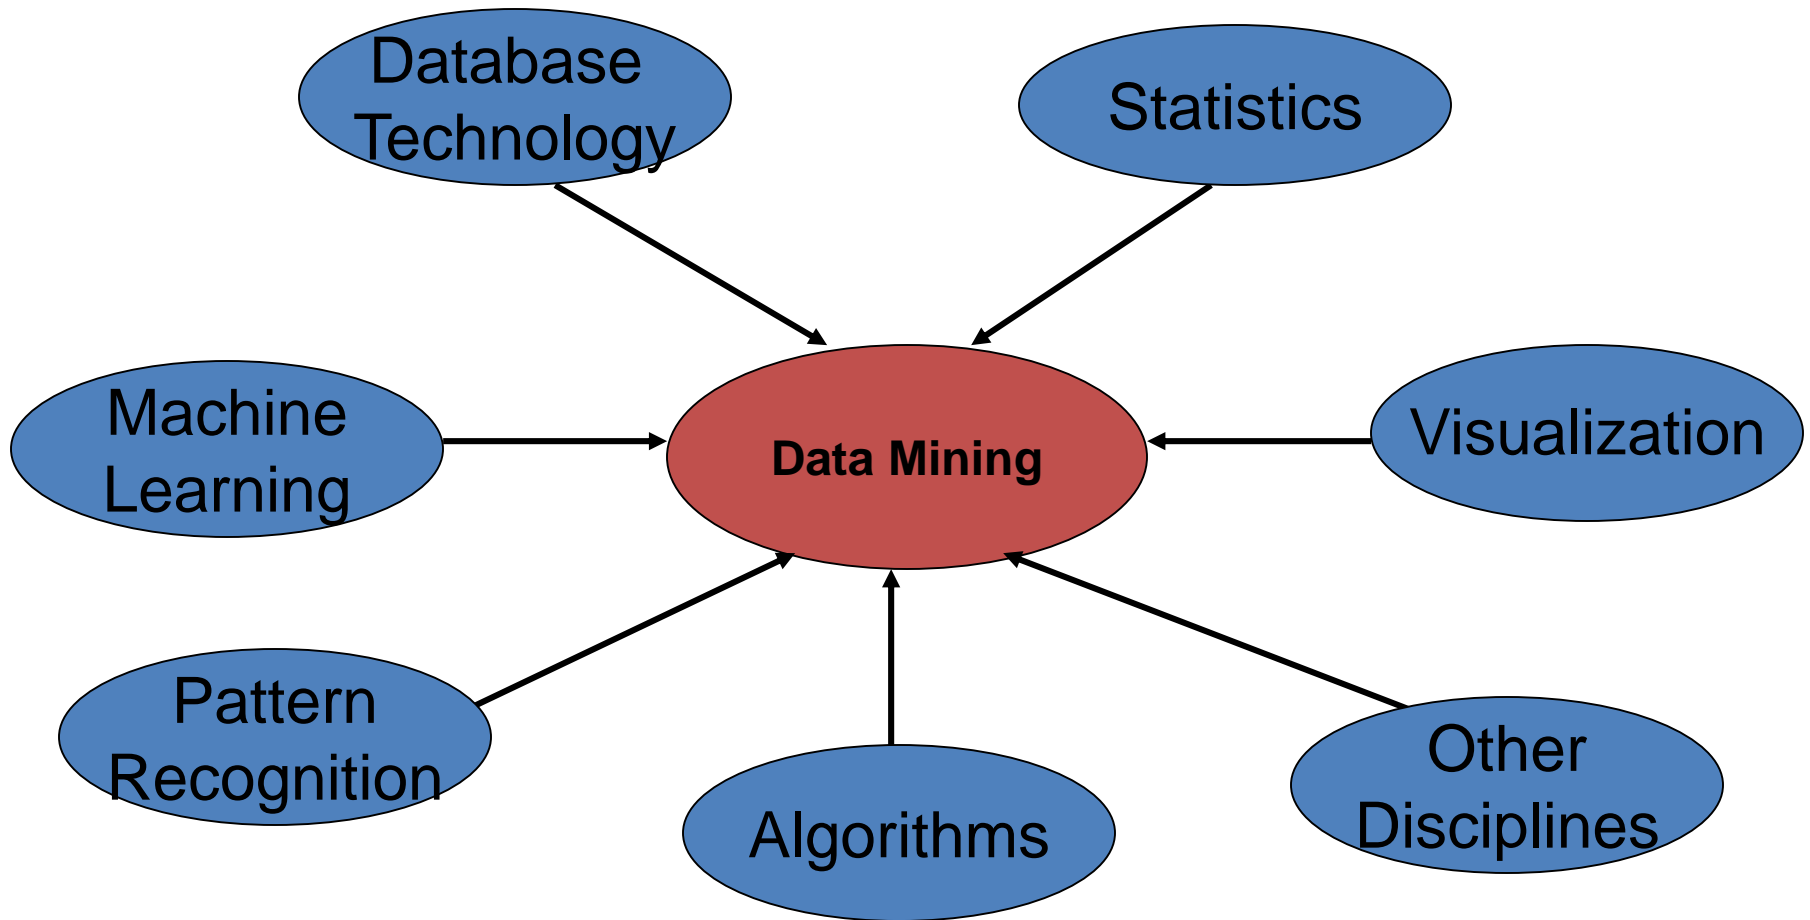 Database
Technology
Statistics
Machine
Learning
Data Mining
Visualization
Pattern
Recognition
Algorithms
Other
Disciplines